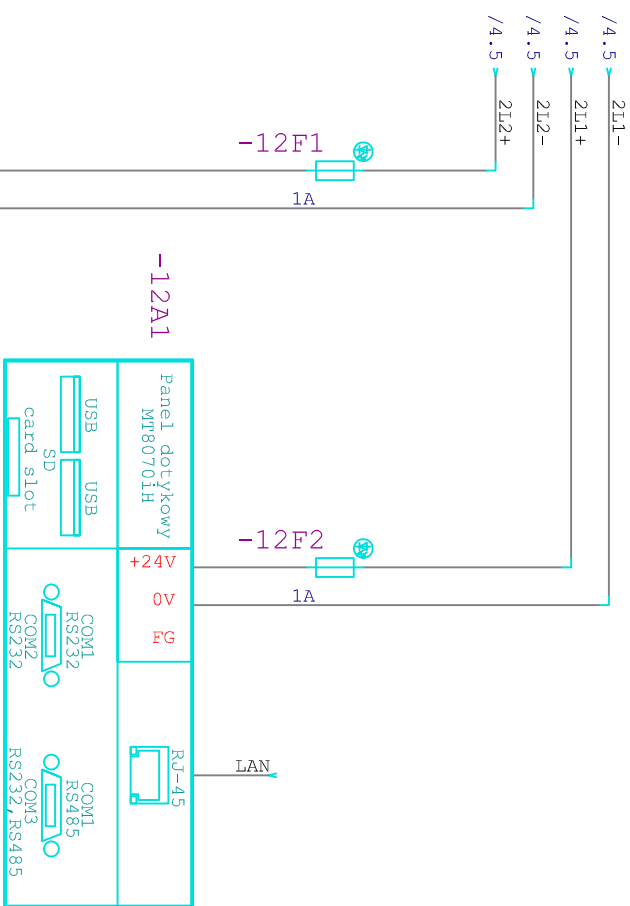 /4.5
2L1-
/4.5
2L1+
/4.5
2L2-
/4.5
2L2+
-12F1
1A
-12A1
-12F2
1A
Panel dotykowy
MT8070iH
+24V
0V
FG
RJ-45
LAN
USB
USB
SD
card slot
COM1
RS232
COM2
RS232
COM1
RS485
COM3
RS232,RS485